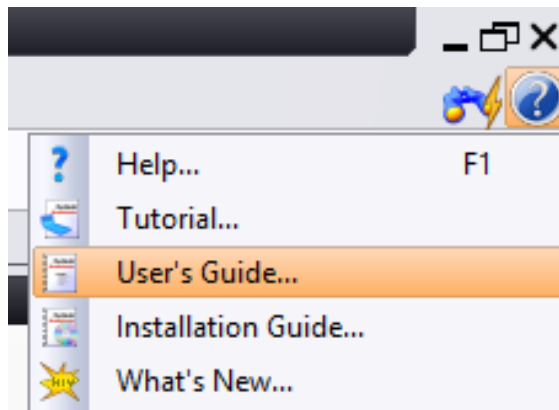 Help... F1
Tutorial...
User's Guide...
Installation Guide...
What's New...